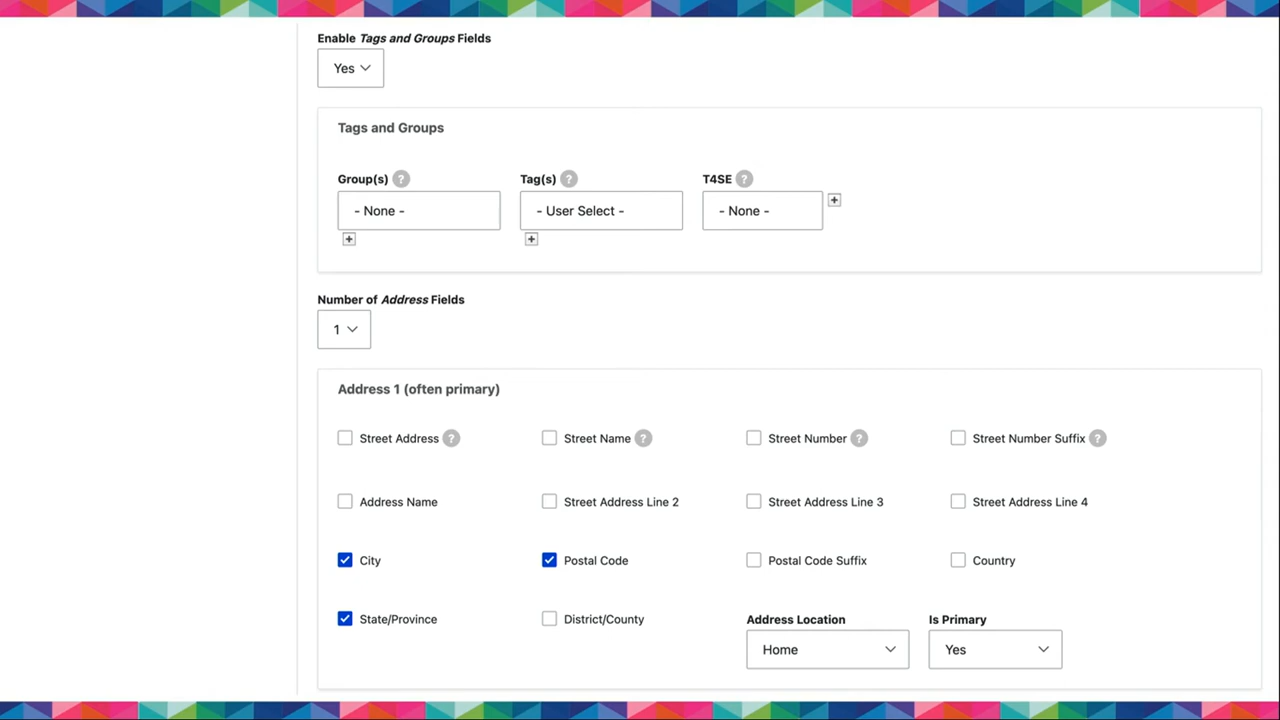 Enable Tags and Groups Fields
Yes
Tags and Groups
Group(s) ? Tag(s) ? T4SE ?
- None - - User Select - - None - +
+ +
Number of Address Fields
1
Address 1 (often primary)
Street Address ? Street Name ? Street Number ? Street Number Suffix ?
Address Name Street Address Line 2 Street Address Line 3 Street Address Line 4
City Postal Code Postal Code Suffix Country
State/Province District/County Address Location Is Primary
Home Yes